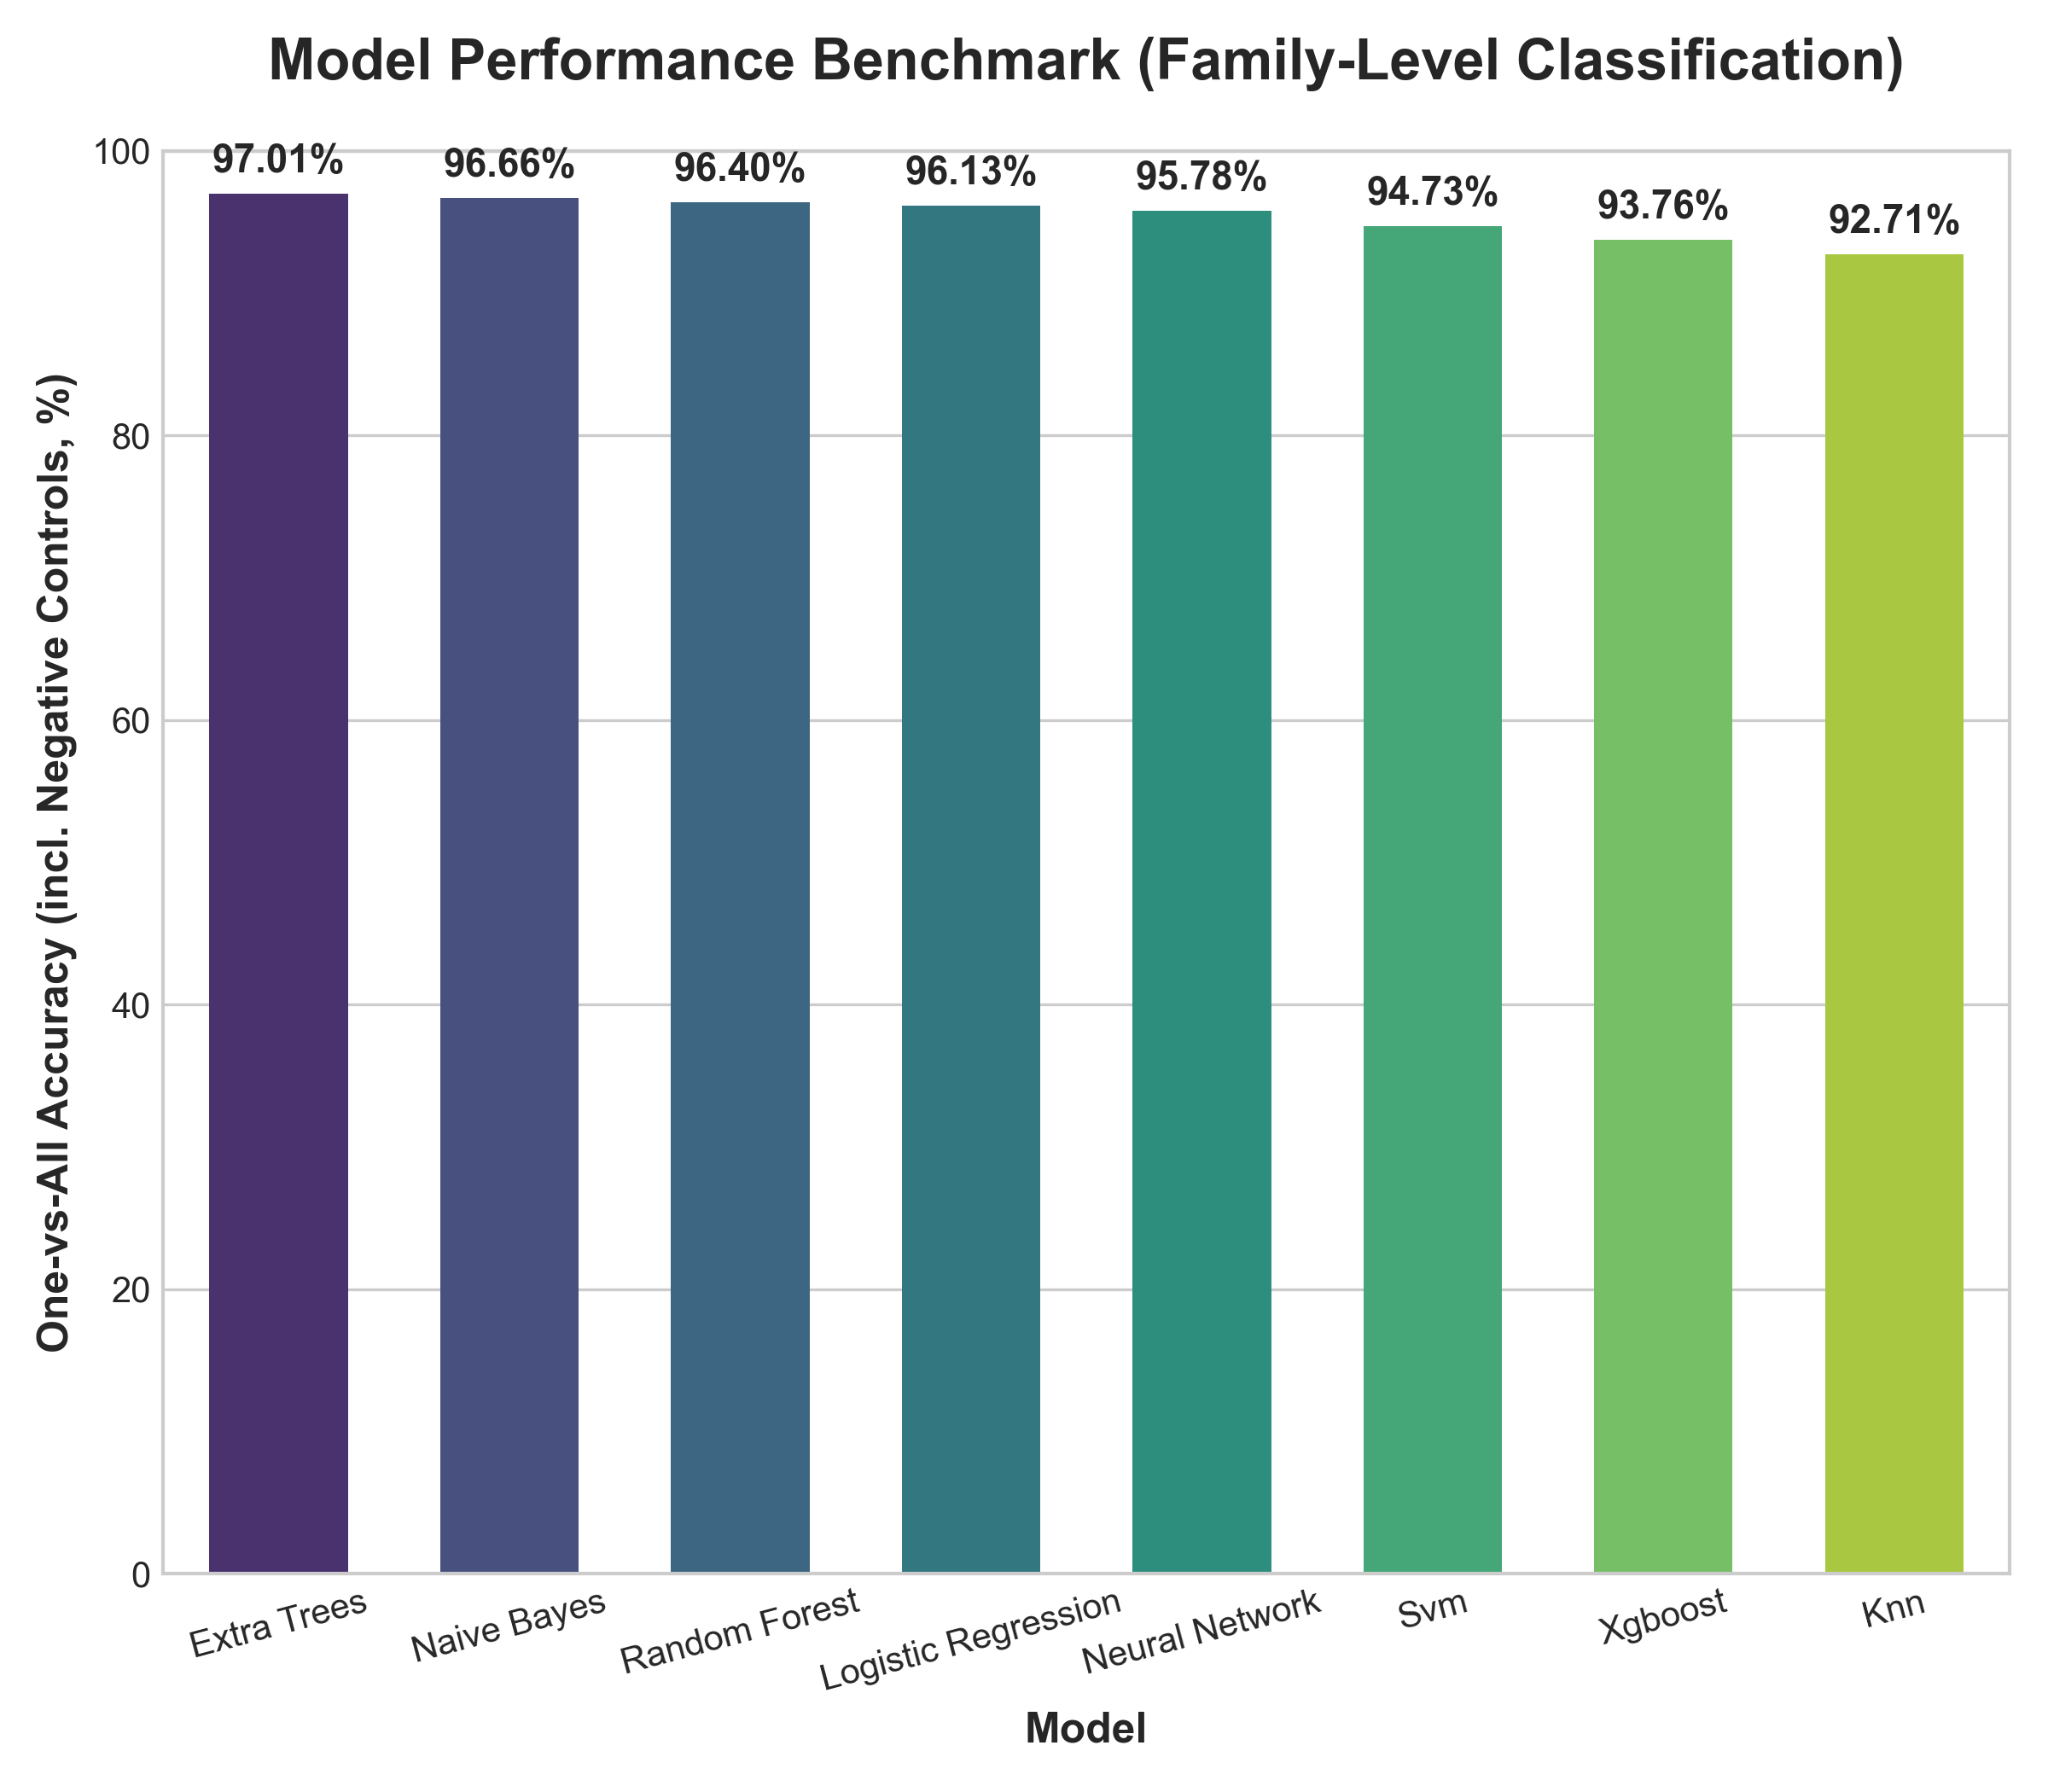 Model Performance Benchmark (Family-Level Classification)
One-vs-All Accuracy (incl. Negative Controls, %)
100
80
60
40
20
0
97.01%
96.66%
96.40%
96.13%
95.78%
94.73%
93.76%
92.71%
Extra Trees
Naive Bayes
Random Forest
Logistic Regression
Neural Network
Svm
Xgboost
Knn
Model